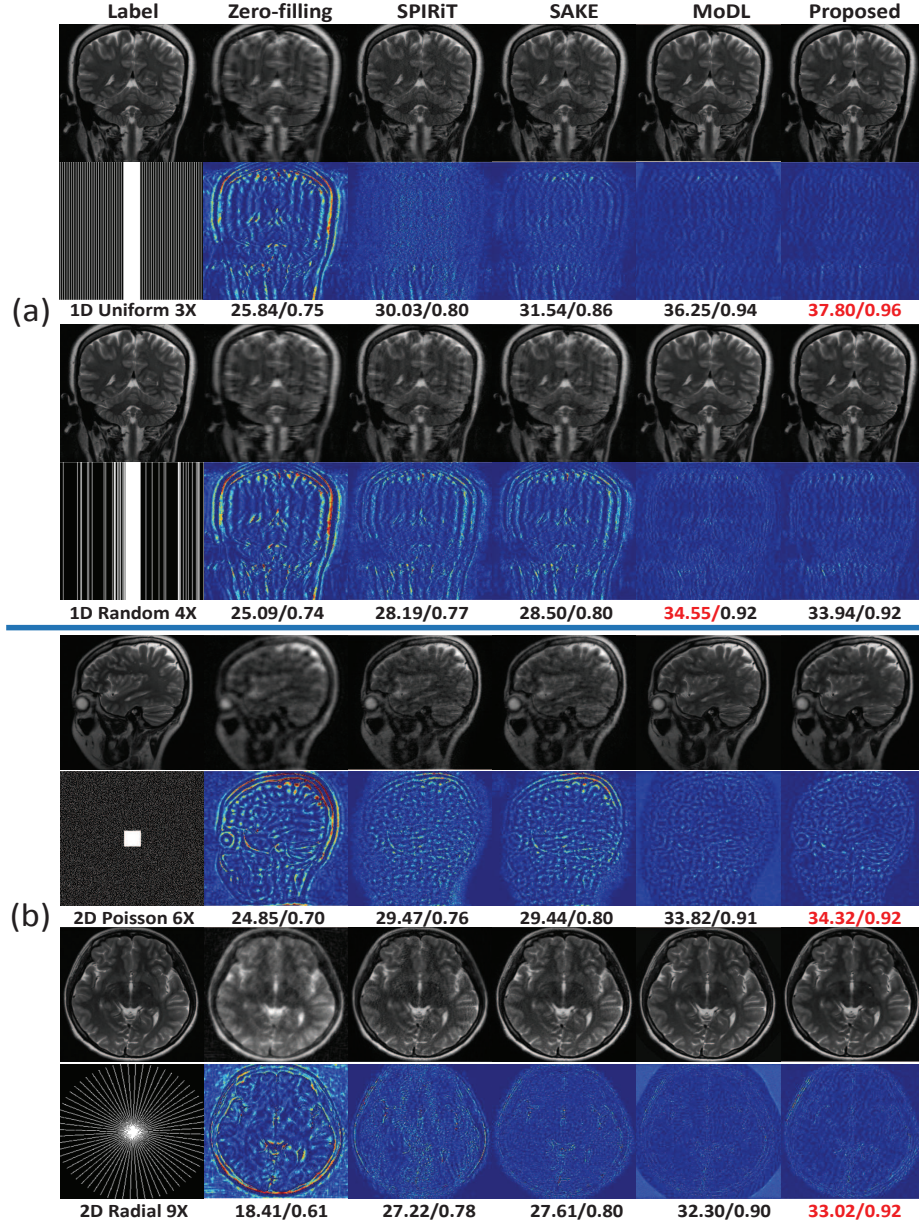 Label Zero-filling SPIRiT SAKE MoDL Proposed
(a)
1D Uniform 3X 25.84/0.75 30.03/0.80 31.54/0.86 36.25/0.94 37.80/0.96
1D Random 4X 25.09/0.74 28.19/0.77 28.50/0.80 34.55/0.92 33.94/0.92
(b)
2D Poisson 6X 24.85/0.70 29.47/0.76 29.44/0.80 33.82/0.91 34.32/0.92
2D Radial 9X 18.41/0.61 27.22/0.78 27.61/0.80 32.30/0.90 33.02/0.92